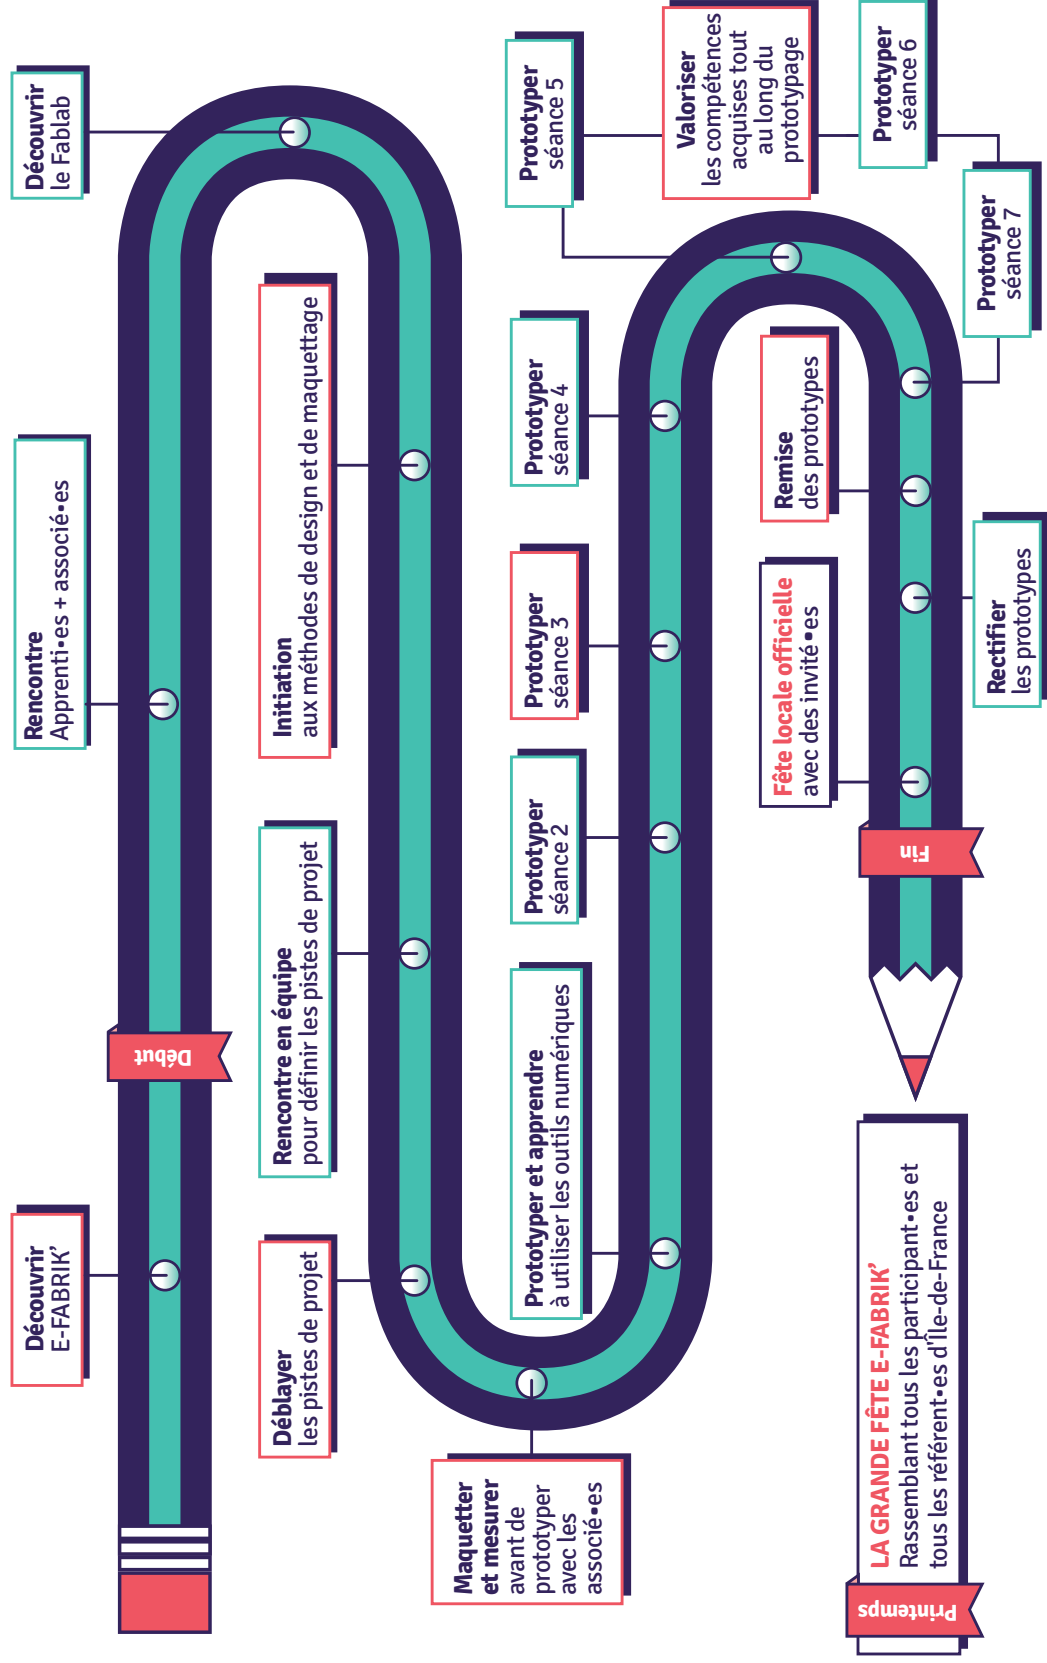 Découvrir
E-FABRIK’
Début
Rencontre
Apprenti•es + associé•es
Découvrir
le Fablab
Initiation
aux méthodes de design et de maquettage
Rencontre en équipe
pour définir les pistes de projet
Déblayer
les pistes de projet
Maquetter
et mesurer
avant de
prototyper
avec les
associé•es
Prototyper et apprendre
à utiliser les outils numériques
Prototyper
séance 2
Prototyper
séance 3
Prototyper
séance 4
Prototyper
séance 5
Valoriser
les compétences
acquises tout
au long du
prototypage
Prototyper
séance 6
Prototyper
séance 7
Remise
des prototypes
Rectifier
les prototypes
Fête locale officielle
avec des invité•es
Fin
Printemps
LA GRANDE FÊTE E-FABRIK’
Rassemblant tous les participant•es et
tous les référent•es d’Île-de-France